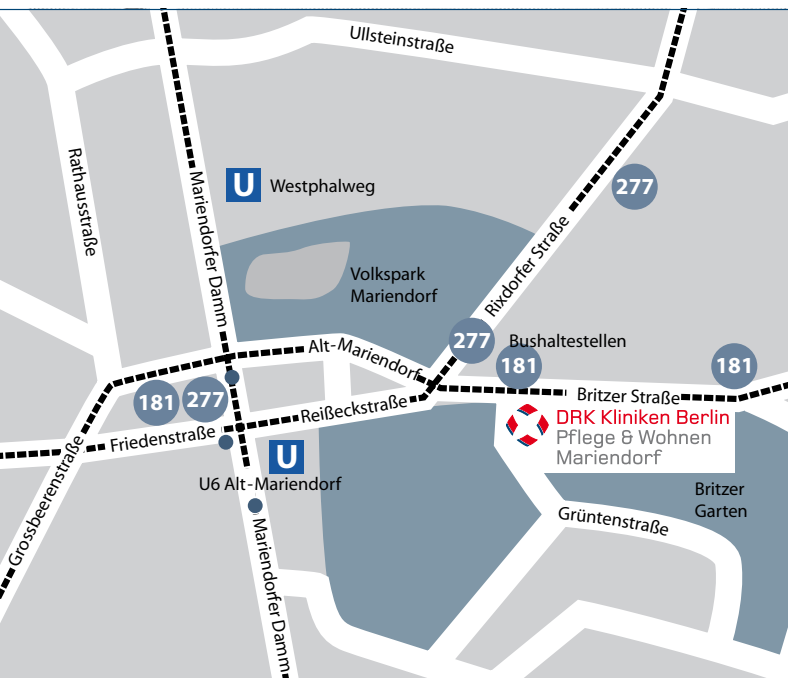 Ullsteinstraße
Rathausstraße
Mariendorfer Damm
U
Westphalweg
277
Rixdorfer Straße
Volkspark
Mariendorf
277
Bushaltestellen
181
181
Alt-Mariendorf
181
277
Britzer Straße
Reißeckstraße
DRK Kliniken Berlin
Pflege & Wohnen
Mariendorf
Friedenstraße
Grossbeerenstraße
U
U6 Alt-Mariendorf
Britzer
Garten
Grüntenstraße
Mariendorfer Damm